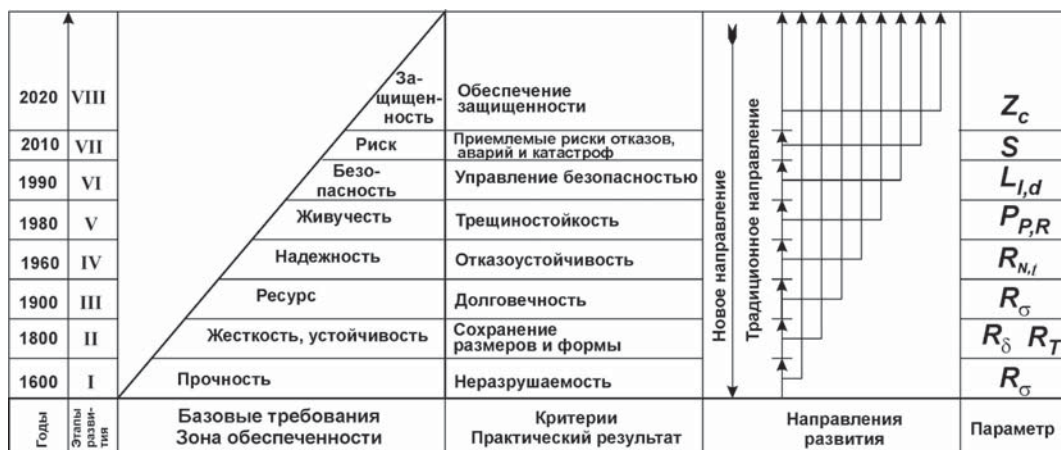 2020 VIII За-
щищен-
ность Обеспечение
защищенности Z_c
2010 VII Риск Приемлемые риски отказов,
аварий и катастроф S
1990 VI Безо-
пасность Управление безопасностью L_{l,d}
1980 V Живучесть Трещиностойкость P_{P,R}
1960 IV Надежность Отказоустойчивость R_{N,t}
1900 III Ресурс Долговечность R_σ
1800 II Жесткость, устойчивость Сохранение
размеров и формы R_δ R_T
1600 I Прочность Неразрушаемость R_σ
Новое направление
Традиционное направление
Годы
Этапы
разви-
тия
Базовые требования
Зона обеспеченности
Критерии
Практический результат
Направления
развития
Параметр